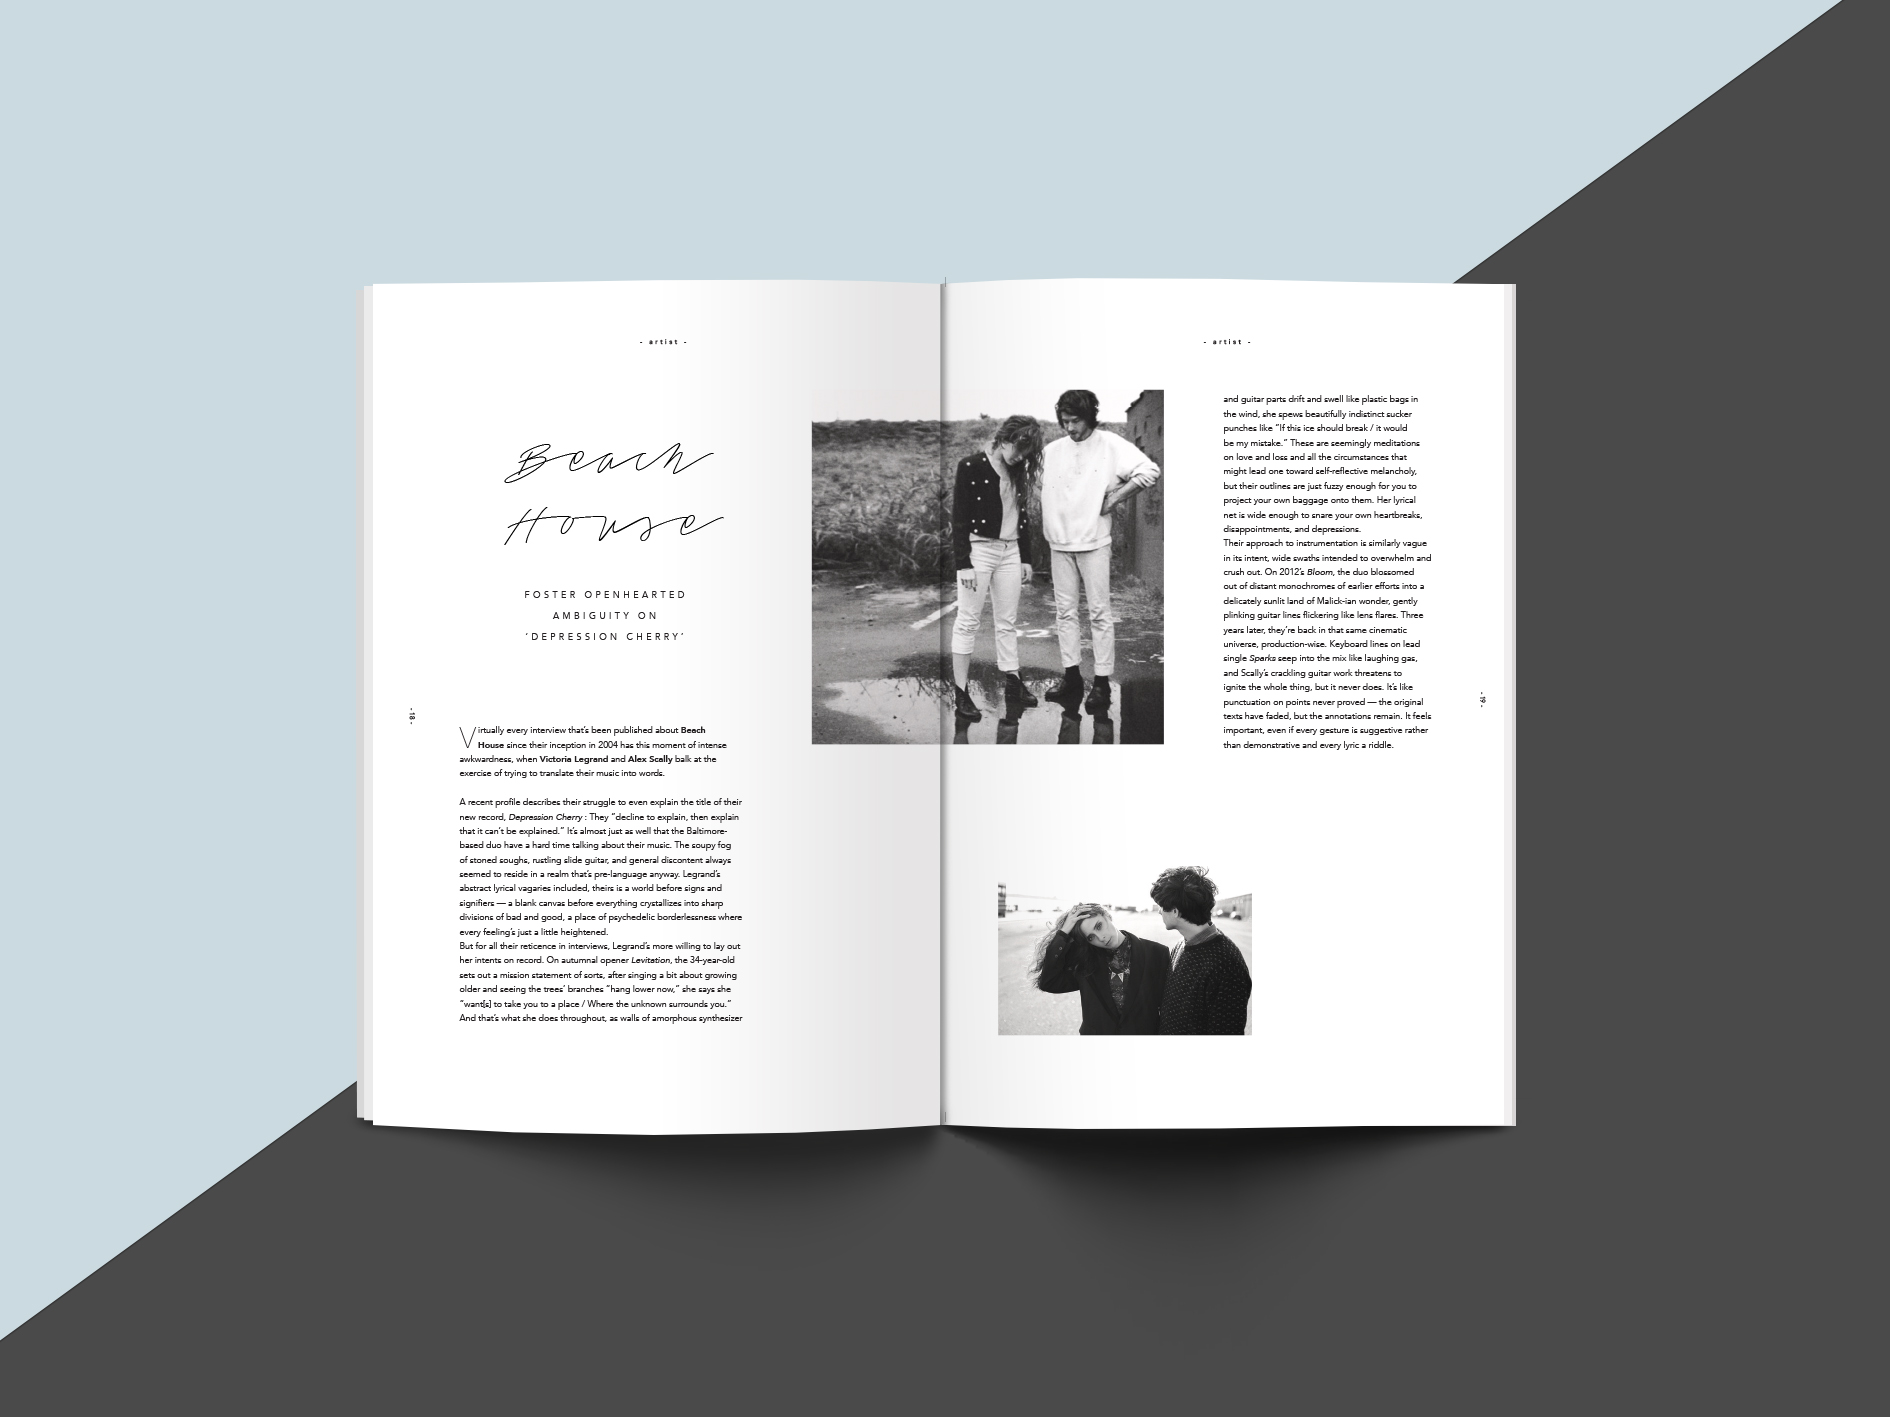 - artist -
Beach
House
FOSTER OPENHEARTED
AMBIGUITY ON
‘DEPRESSION CHERRY’
- 18 -
Virtually every interview that’s been published about Beach
House since their inception in 2004 has this moment of intense
awkwardness, when Victoria Legrand and Alex Scally balk at the
exercise of trying to translate their music into words.
A recent profile describes their struggle to even explain the title of their
new record, Depression Cherry : They “decline to explain, then explain
that it can’t be explained.” It’s almost just as well that the Baltimore-
based duo have a hard time talking about their music. The soupy fog
of stoned soughs, rustling slide guitar, and general discontent always
seemed to reside in a realm that’s pre-language anyway. Legrand’s
abstract lyrical vagaries included, theirs is a world before signs and
signifiers — a blank canvas before everything crystallizes into sharp
divisions of bad and good, a place of psychedelic borderlessness where
every feeling’s just a little heightened.
But for all their reticence in interviews, Legrand’s more willing to lay out
her intents on record. On autumnal opener Levitation, the 34-year-old
sets out a mission statement of sorts, after singing a bit about growing
older and seeing the trees’ branches “hang lower now,” she says she
“want[s] to take you to a place / Where the unknown surrounds you.”
And that’s what she does throughout, as walls of amorphous synthesizer
- artist -
and guitar parts drift and swell like plastic bags in
the wind, she spews beautifully indistinct sucker
punches like “If this ice should break / it would
be my mistake.” These are seemingly meditations
on love and loss and all the circumstances that
might lead one toward self-reflective melancholy,
but their outlines are just fuzzy enough for you to
project your own baggage onto them. Her lyrical
net is wide enough to snare your own heartbreaks,
disappointments, and depressions.
Their approach to instrumentation is similarly vague
in its intent, wide swaths intended to overwhelm and
crush out. On 2012’s Bloom, the duo blossomed
out of distant monochromes of earlier efforts into a
delicately sunlit land of Malick-ian wonder, gently
plinking guitar lines flickering like lens flares. Three
years later, they’re back in that same cinematic
universe, production-wise. Keyboard lines on lead
single Sparks seep into the mix like laughing gas,
and Scally’s crackling guitar work threatens to
ignite the whole thing, but it never does. It’s like
punctuation on points never proved — the original
texts have faded, but the annotations remain. It feels
important, even if every gesture is suggestive rather
than demonstrative and every lyric a riddle.
- 19 -